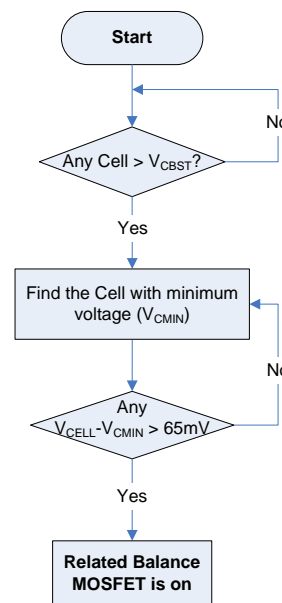 Start
No
Any Cell > V_CBST?
Yes
Find the Cell with minimum
voltage (V_CMIN)
No
Any
V_CELL-V_CMIN > 65mV
Yes
Related Balance
MOSFET is on